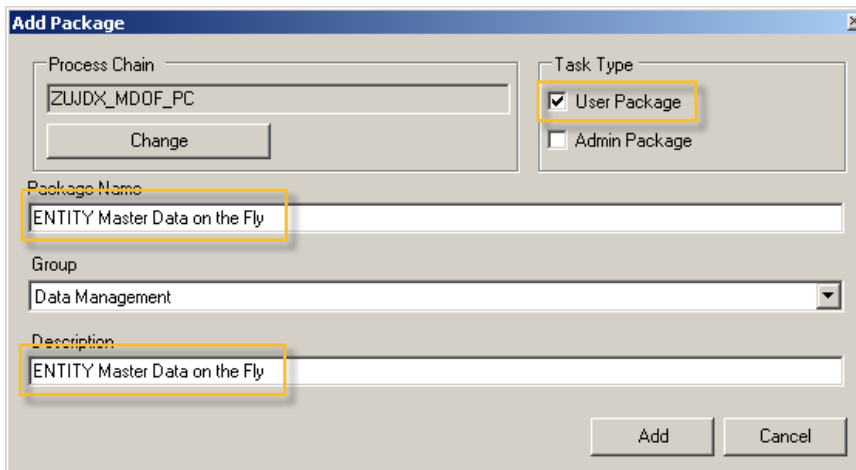 Add Package
Process Chain
ZUJDX_MDOF_PC
Change
Task Type
User Package
Admin Package
Package Name
ENTITY Master Data on the Fly
Group
Data Management
Description
ENTITY Master Data on the Fly
Add
Cancel